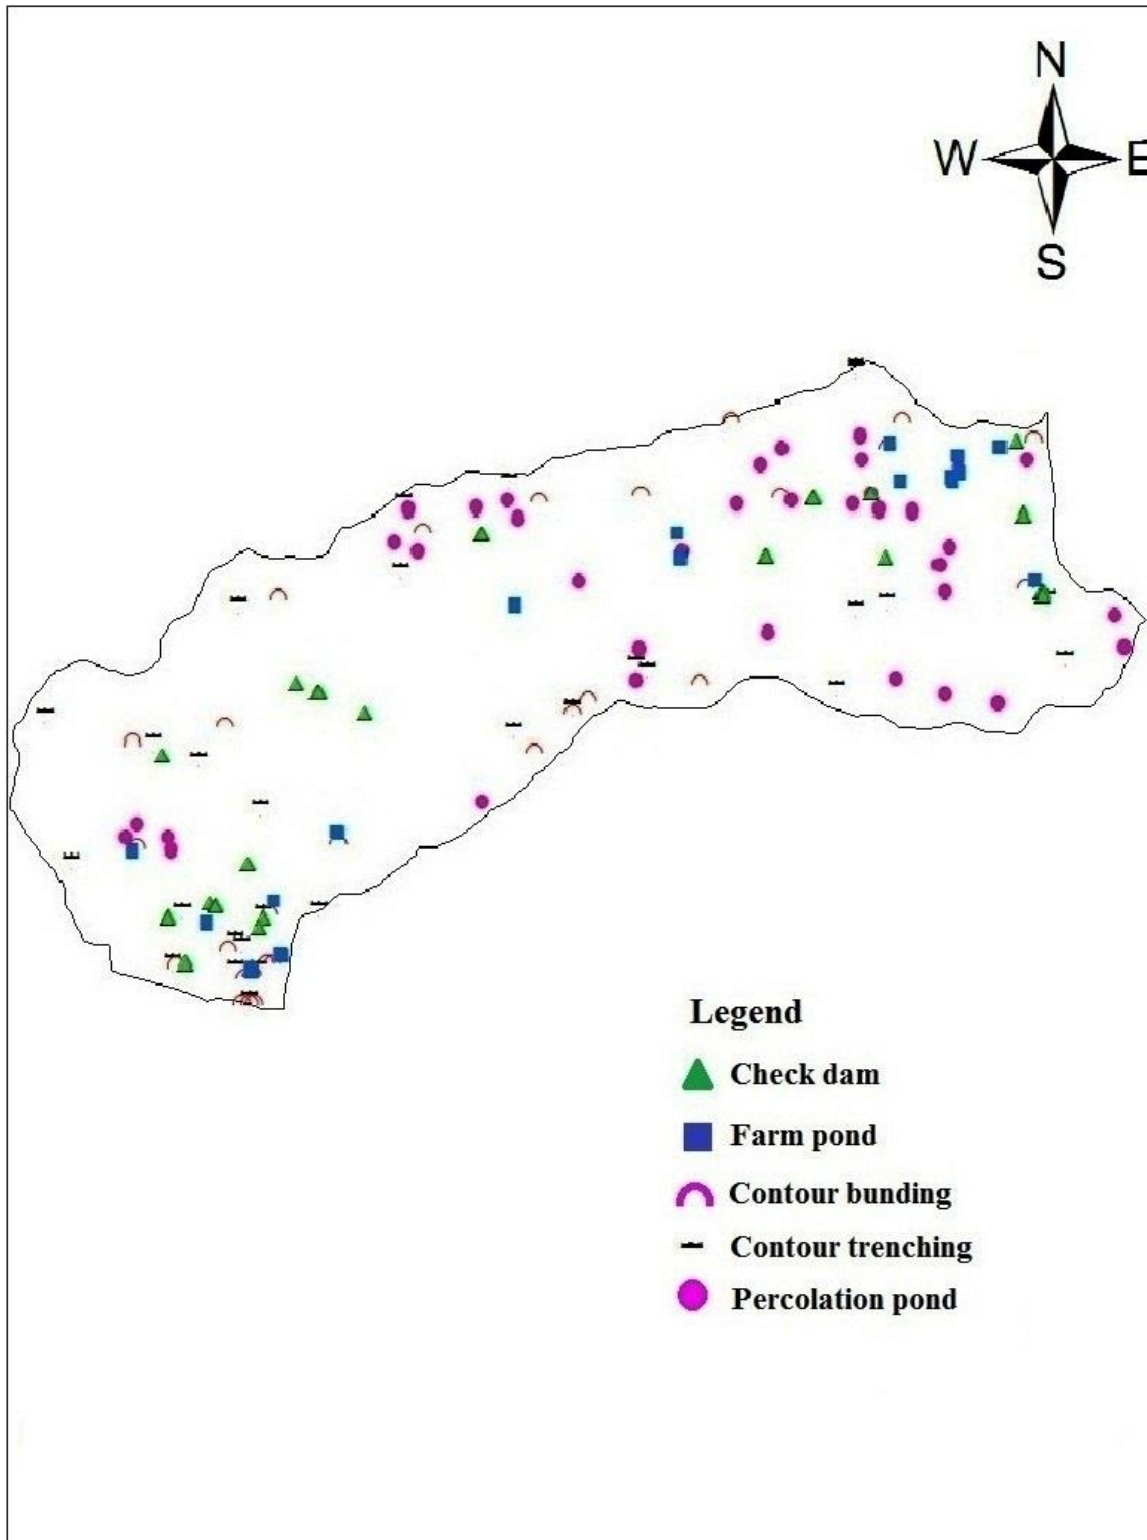 N
W E
S
Legend
Check dam
Farm pond
Contour bunding
Contour trenching
Percolation pond